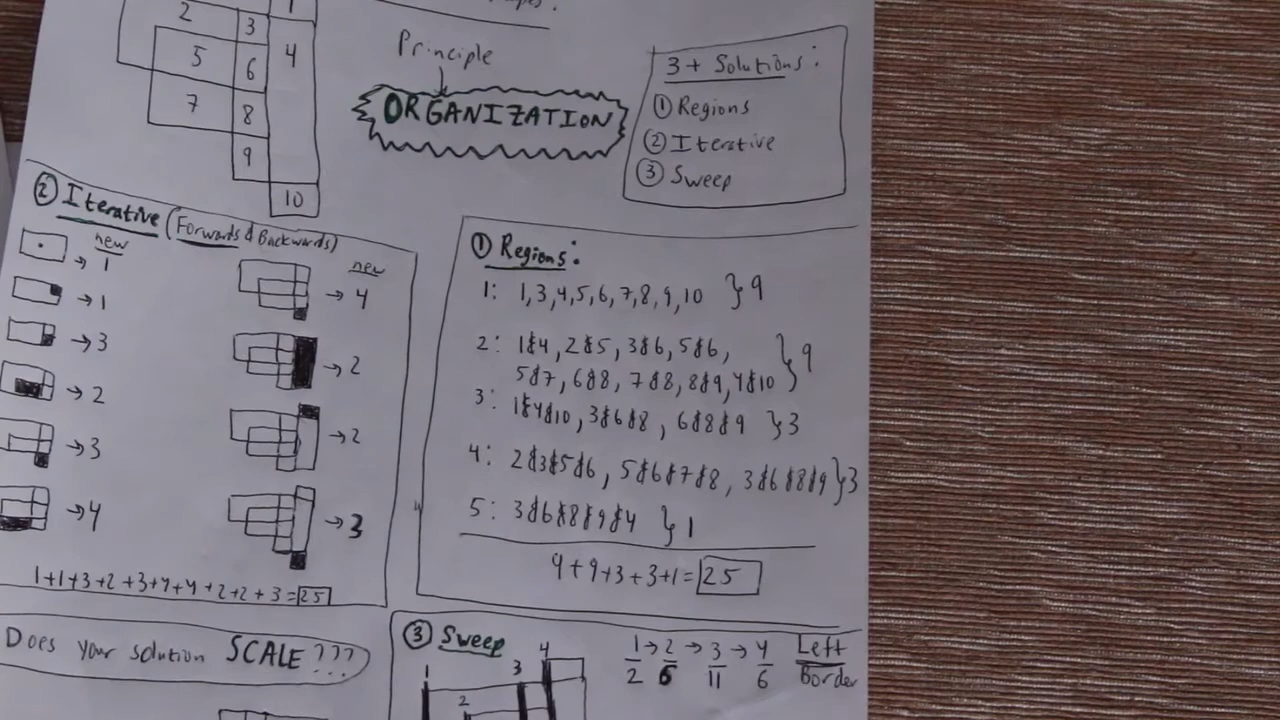 1
2 3
4
5 6
7 8
9
10
Principle
ORGANIZATION
3+ Solutions:
① Regions
② Iterative
③ Sweep
② Iterative (Forwards & Backwards)
new
→ 1
→ 1
→ 3
→ 2
→ 3
→ 4
new
→ 4
→ 2
→ 2
→ 3
1+1+3+2+3+4+4+2+2+3=25
① Regions:
1: 1,3,4,5,6,7,8,9,10 }9
2: 1&4, 2&5, 3&6, 5&6,
5&7, 6&8, 7&8, 8&9, 4&10 }9
3: 1&4&10, 3&6&8, 6&8&9 }3
4: 2&3&5&6, 5&6&7&8, 3&6&8&9 }3
5: 3&6&8&9&4 }1
9+9+3+3+1=25
Does your solution SCALE???
③ Sweep
1 2 3 4
1/2 → 2/6 → 3/11 → 4/6 Left
Border